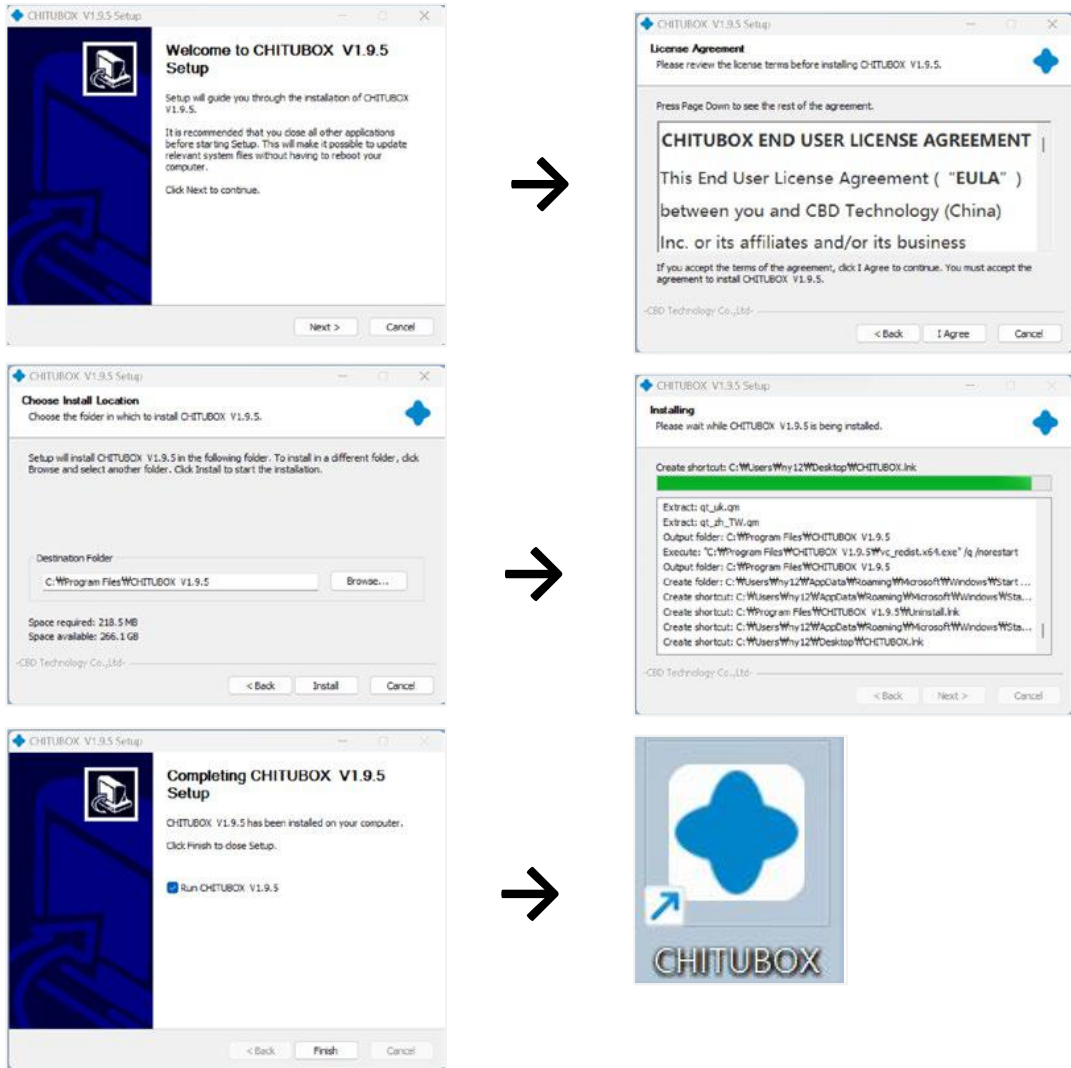 CHITUBOX V1.9.5 Setup
Welcome to CHITUBOX V1.9.5
Setup
Setup will guide you through the installation of CHITUBOX
V1.9.5.
It is recommended that you close all other applications
before starting Setup. This will make it possible to update
relevant system files without having to reboot your
computer.
Click Next to continue.
Next >
Cancel
CHITUBOX V1.9.5 Setup
License Agreement
Please review the license terms before installing CHITUBOX V1.9.5.
Press Page Down to see the rest of the agreement.
CHITUBOX END USER LICENSE AGREEMENT
This End User License Agreement ( “EULA” )
between you and CBD Technology (China)
Inc. or its affiliates and/or its business
If you accept the terms of the agreement, click I Agree to continue. You must accept the
agreement to install CHITUBOX V1.9.5.
-CBD Technology Co.,Ltd-
< Back
I Agree
Cancel
CHITUBOX V1.9.5 Setup
Choose Install Location
Choose the folder in which to install CHITUBOX V1.9.5.
Setup will install CHITUBOX V1.9.5 in the following folder. To install in a different folder, click
Browse and select another folder. Click Install to start the installation.
Destination Folder
C:₩Program Files₩CHITUBOX V1.9.5
Browse...
Space required: 218.5 MB
Space available: 266.1 GB
-CBD Technology Co.,Ltd-
< Back
Install
Cancel
CHITUBOX V1.9.5 Setup
Installing
Please wait while CHITUBOX V1.9.5 is being installed.
Create shortcut: C:₩Users₩ny12₩Desktop₩CHITUBOX.lnk
Extract: qt_uk.qm
Extract: qt_zh_TW.qm
Output folder: C:₩Program Files₩CHITUBOX V1.9.5
Execute: "C:₩Program Files₩CHITUBOX V1.9.5₩vc_redist.x64.exe" /q /norestart
Output folder: C:₩Program Files₩CHITUBOX V1.9.5
Create folder: C:₩Users₩ny12₩AppData₩Roaming₩Microsoft₩Windows₩Start ...
Create shortcut: C:₩Users₩ny12₩AppData₩Roaming₩Microsoft₩Windows₩Sta...
Create shortcut: C:₩Program Files₩CHITUBOX V1.9.5₩Uninstall.lnk
Create shortcut: C:₩Users₩ny12₩AppData₩Roaming₩Microsoft₩Windows₩Sta...
Create shortcut: C:₩Users₩ny12₩Desktop₩CHITUBOX.lnk
-CBD Technology Co.,Ltd-
< Back
Next >
Cancel
CHITUBOX V1.9.5 Setup
Completing CHITUBOX V1.9.5
Setup
CHITUBOX V1.9.5 has been installed on your computer.
Click Finish to close Setup.
Run CHITUBOX V1.9.5
< Back
Finish
Cancel
CHITUBOX